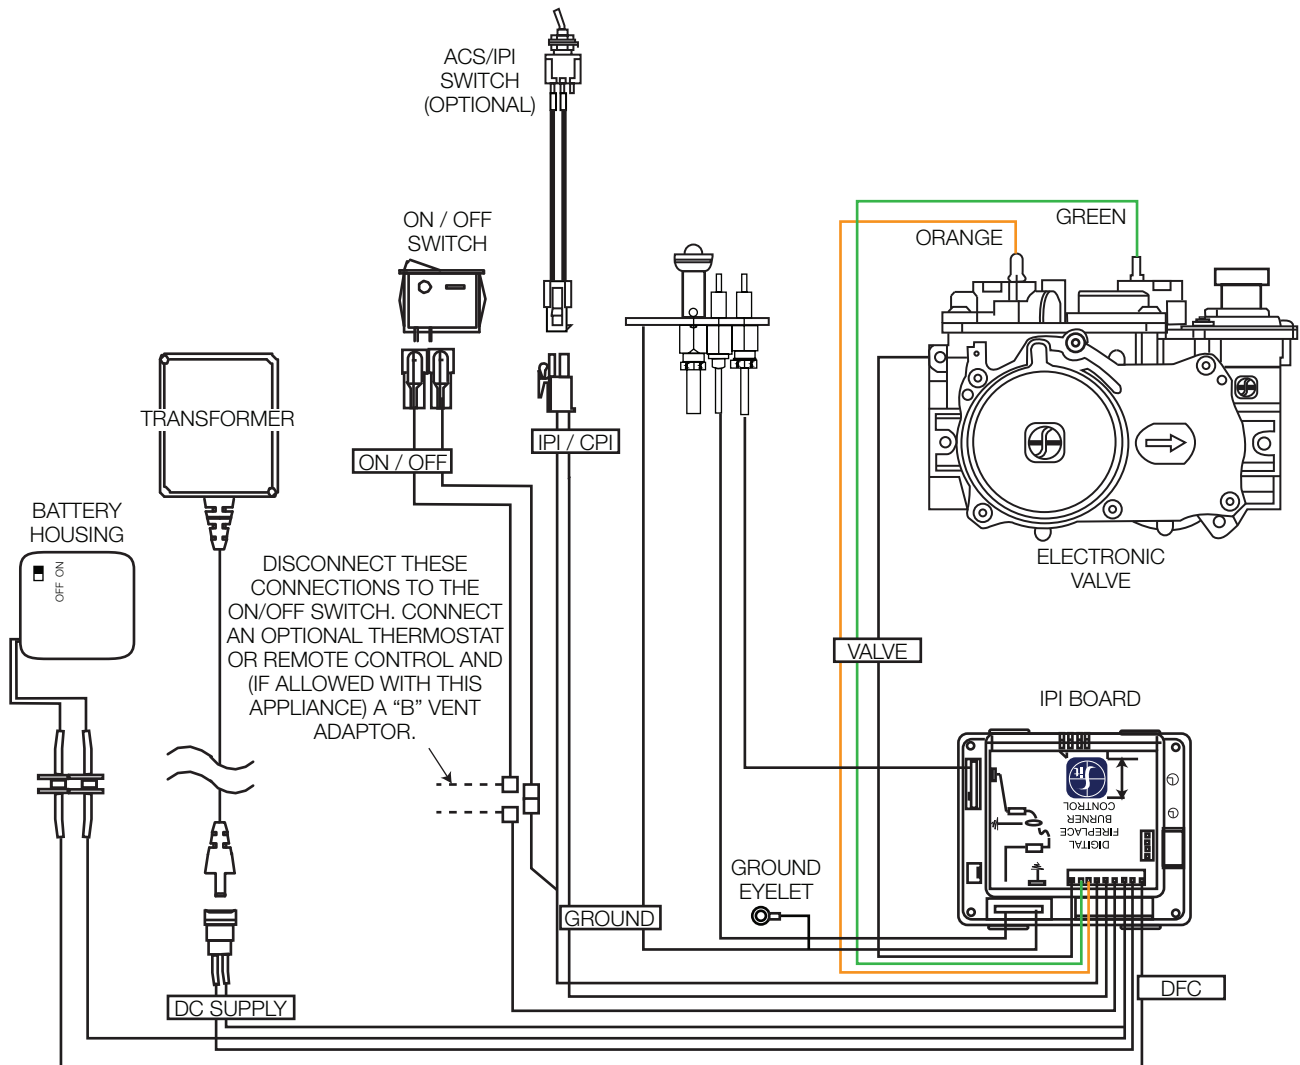 ACS/IPI
SWITCH
(OPTIONAL)
ON / OFF
SWITCH
GREEN
ORANGE
TRANSFORMER
IPI / CPI
ON / OFF
BATTERY
HOUSING
OFF ON
DISCONNECT THESE
CONNECTIONS TO THE
ON/OFF SWITCH. CONNECT
AN OPTIONAL THERMOSTAT
OR REMOTE CONTROL AND
(IF ALLOWED WITH THIS
APPLIANCE) A “B” VENT
ADAPTOR.
ELECTRONIC
VALVE
VALVE
IPI BOARD
DIGITAL
FIREPLACE
BURNER
CONTROL
GROUND
EYELET
GROUND
DFC
DC SUPPLY